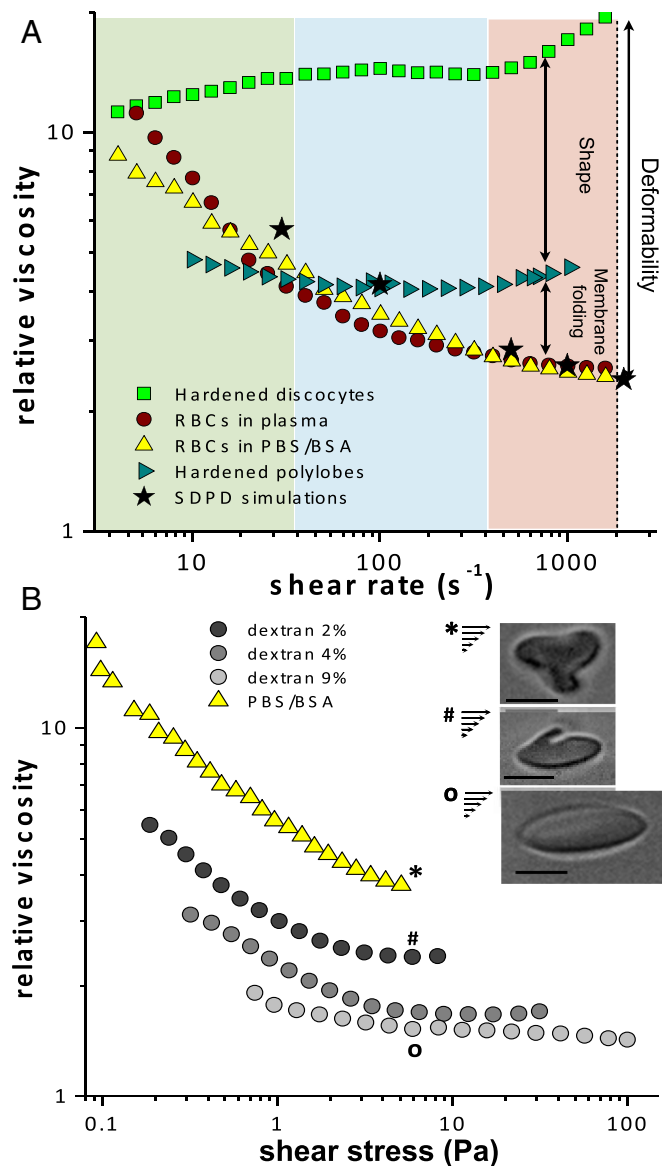 A
10
1
relative viscosity
Shape
Membrane
folding
Deformability
Hardened discocytes
RBCs in plasma
RBCs in PBS/BSA
Hardened polylobes
SDPD simulations
10
100
1000
shear rate (s-1)
B
dextran 2%
dextran 4%
dextran 9%
PBS/BSA
*
#
o
10
1
relative viscosity
*
#
o
0.1
1
10
100
shear stress (Pa)